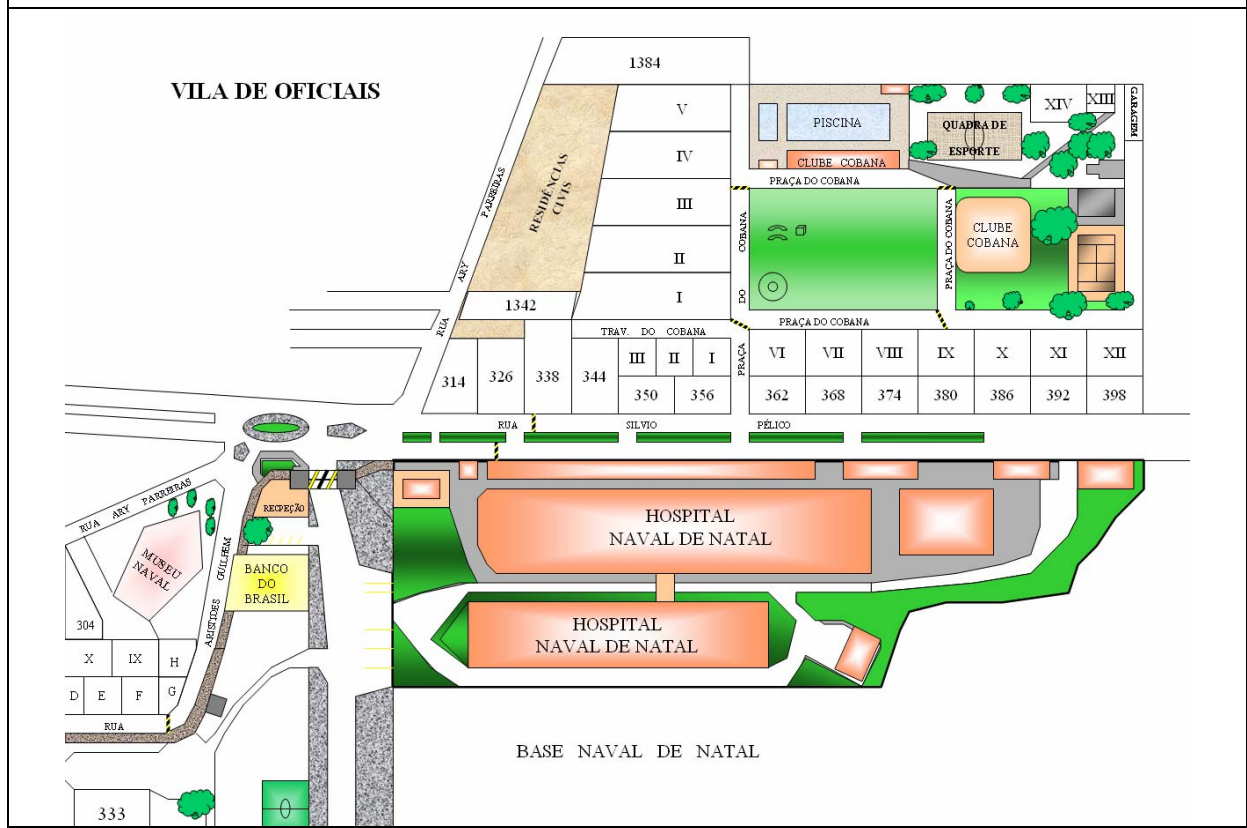 VILA DE OFICIAIS
1384
V
IV
III
II
I
RESIDÊNCIAS
CIVIS
RUA ARY PARREIRAS
1342
PISCINA
CLUBE COBANA
QUADRA DE
ESPORTE
XIV
XIII
GARAGEM
PRAÇA DO COBANA
PRAÇA DO COBANA
PRAÇA DO COBANA
CLUBE
COBANA
PRAÇA DO COBANA
TRAV. DO COBANA
314
326
338
344
III
II
I
350
356
VI
VII
VIII
IX
X
XI
XII
362
368
374
380
386
392
398
RUA SILVIO PÉLICO
RUA ARY PARREIRAS
MUSEU
NAVAL
ARISTIDES GUILHEM
RECPEÇÃO
BANCO
DO
BRASIL
HOSPITAL
NAVAL DE NATAL
HOSPITAL
NAVAL DE NATAL
304
X
IX
H
D
E
F
G
RUA
333
BASE NAVAL DE NATAL